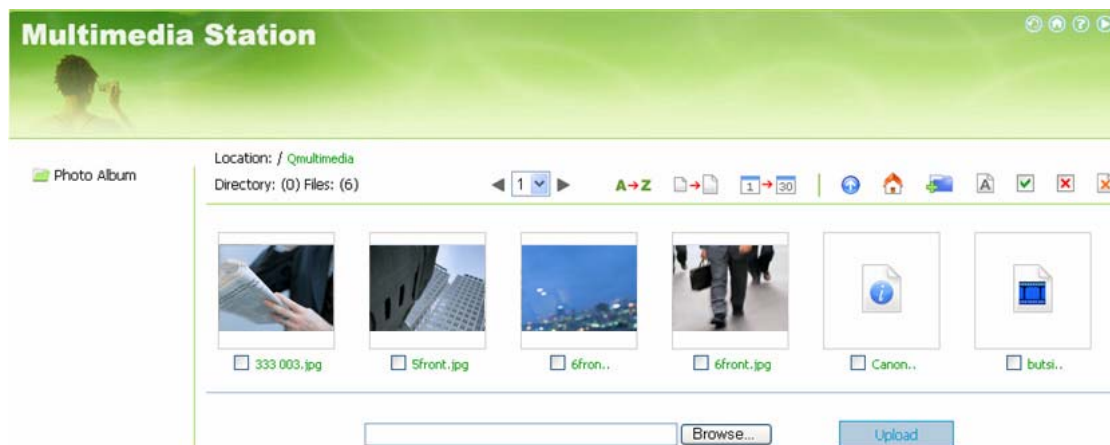 Multimedia Station
Photo Album
Location: / Qmultimedia
Directory: (0) Files: (6)
1
A→Z
1→30
A
333 003.jpg
5front.jpg
6fron..
6front.jpg
Canon..
butsi..
Browse...
Upload